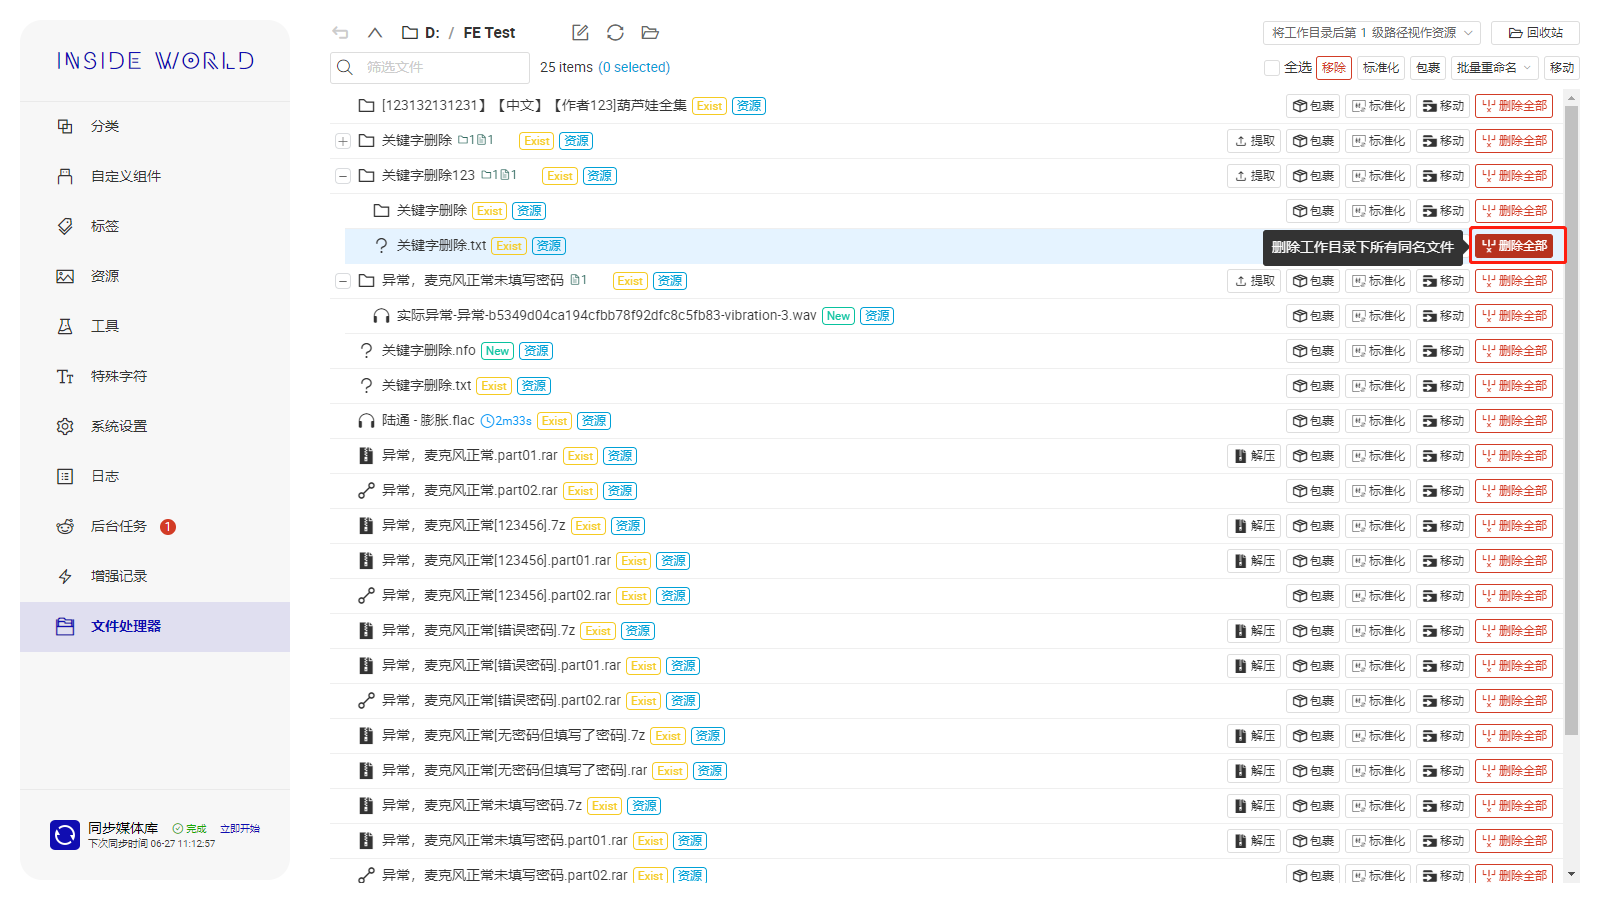 INSIDE WORLD
分类
自定义组件
标签
资源
工具
特殊字符
系统设置
日志
后台任务 1
增强记录
文件处理器
同步媒体库 完成 立即开始
下次同步时间 06-27 11:12:57
D: / FE Test
将工作目录后第 1 级路径视作资源 回收站
筛选文件 25 items (0 selected)
全选 移除 标准化 包裹 批量重命名 移动
[123132131231】【中文】【作者123]葫芦娃全集 Exist 资源 包裹 标准化 移动 删除全部
关键字删除 1 1 Exist 资源 提取 包裹 标准化 移动 删除全部
关键字删除123 1 1 Exist 资源 提取 包裹 标准化 移动 删除全部
关键字删除 Exist 资源 包裹 标准化 移动 删除全部
关键字删除.txt Exist 资源 删除工作目录下所有同名文件 删除全部
异常，麦克风正常未填写密码 1 Exist 资源 提取 包裹 标准化 移动 删除全部
实际异常-异常-b5349d04ca194cfbb78f92dfc8c5fb83-vibration-3.wav New 资源 包裹 标准化 移动 删除全部
关键字删除.nfo New 资源 包裹 标准化 移动 删除全部
关键字删除.txt Exist 资源 包裹 标准化 移动 删除全部
陆通 - 膨胀.flac 2m33s Exist 资源 包裹 标准化 移动 删除全部
异常，麦克风正常.part01.rar Exist 资源 解压 包裹 标准化 移动 删除全部
异常，麦克风正常.part02.rar Exist 资源 包裹 标准化 移动 删除全部
异常，麦克风正常[123456].7z Exist 资源 解压 包裹 标准化 移动 删除全部
异常，麦克风正常[123456].part01.rar Exist 资源 解压 包裹 标准化 移动 删除全部
异常，麦克风正常[123456].part02.rar Exist 资源 包裹 标准化 移动 删除全部
异常，麦克风正常[错误密码].7z Exist 资源 解压 包裹 标准化 移动 删除全部
异常，麦克风正常[错误密码].part01.rar Exist 资源 解压 包裹 标准化 移动 删除全部
异常，麦克风正常[错误密码].part02.rar Exist 资源 包裹 标准化 移动 删除全部
异常，麦克风正常[无密码但填写了密码].7z Exist 资源 解压 包裹 标准化 移动 删除全部
异常，麦克风正常[无密码但填写了密码].rar Exist 资源 解压 包裹 标准化 移动 删除全部
异常，麦克风正常未填写密码.7z Exist 资源 解压 包裹 标准化 移动 删除全部
异常，麦克风正常未填写密码.part01.rar Exist 资源 解压 包裹 标准化 移动 删除全部
异常，麦克风正常未填写密码.part02.rar Exist 资源 包裹 标准化 移动 删除全部